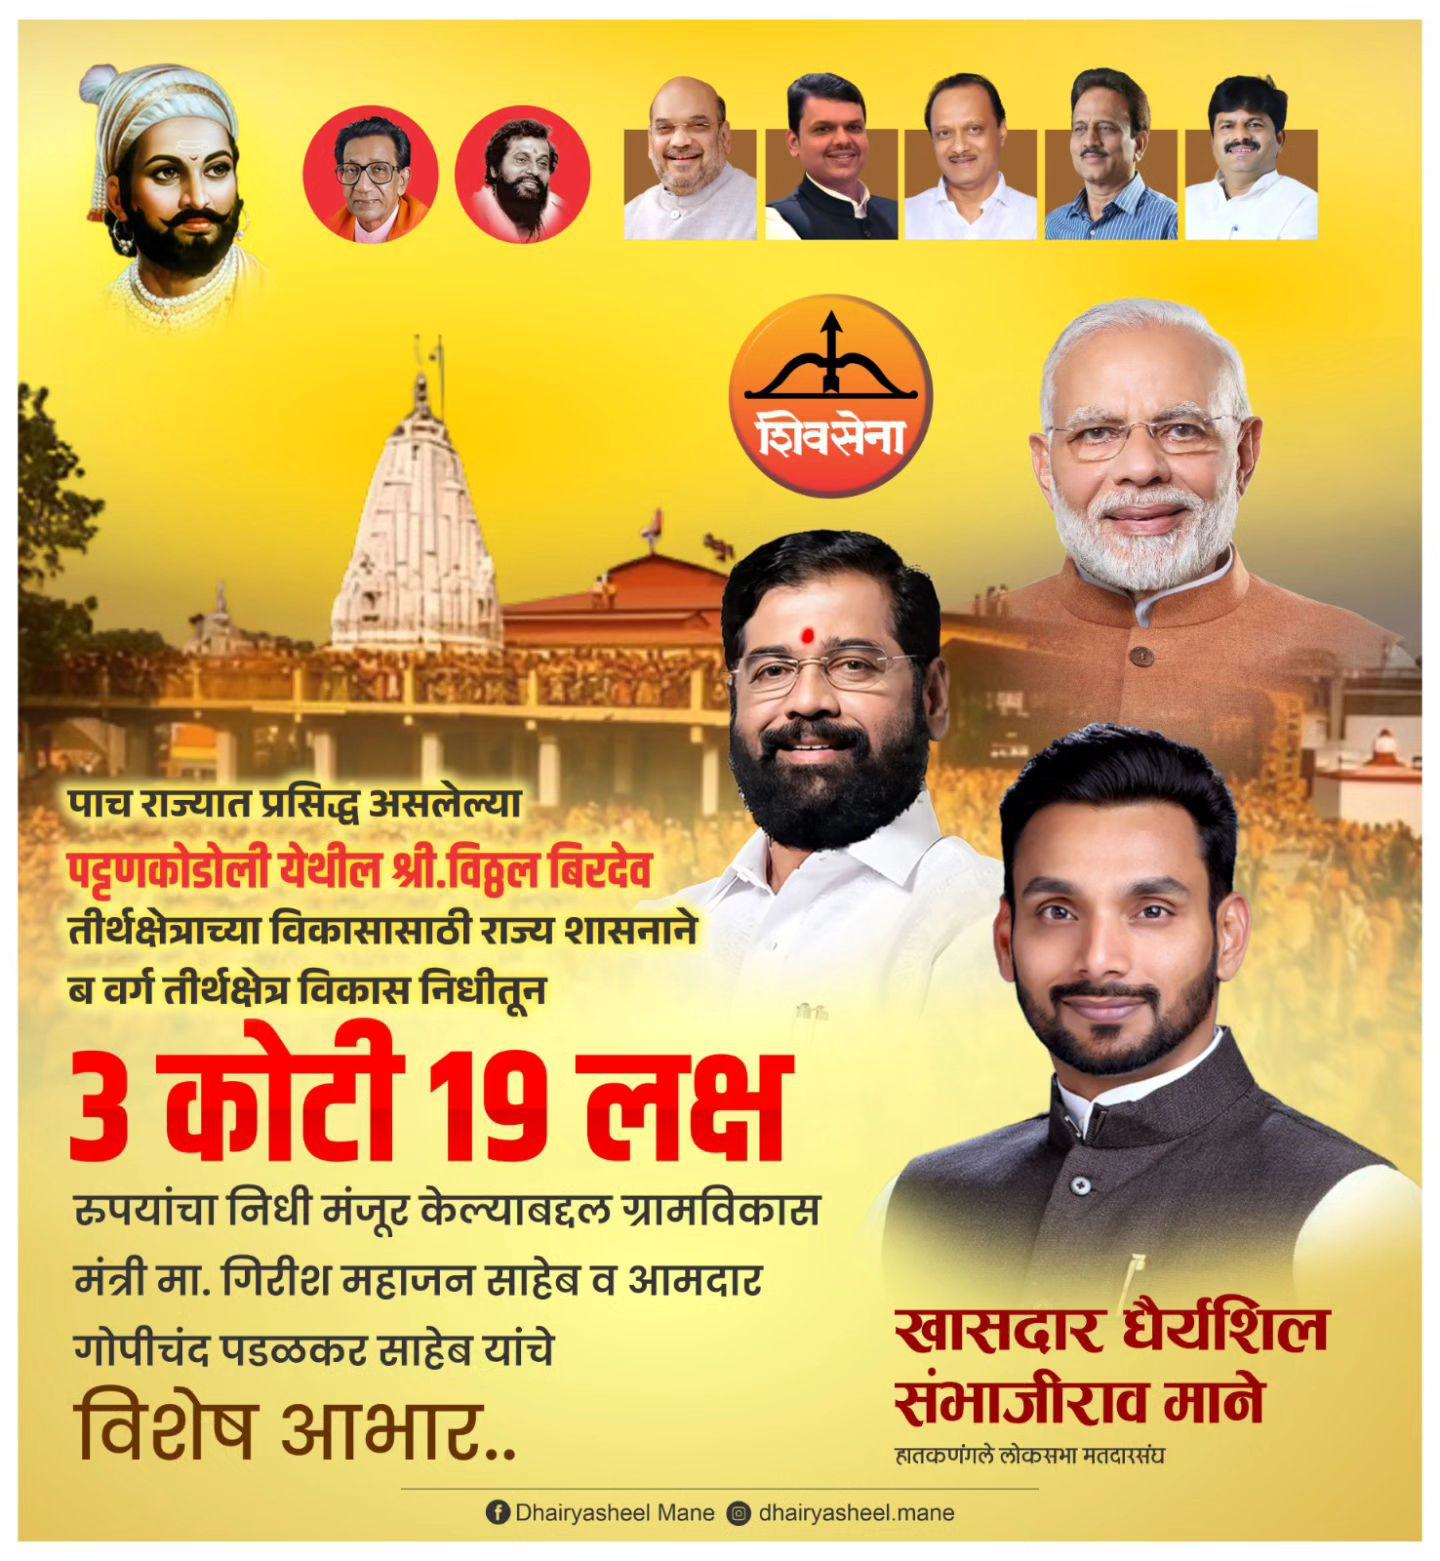 शिवसेना
पाच राज्यात प्रसिद्ध असलेल्या
पट्टणकोडोली येथील श्री.विठ्ठल बिरदेव
तीर्थक्षेत्राच्या विकासासाठी राज्य शासनाने
ब वर्ग तीर्थक्षेत्र विकास निधीतून
3 कोटी 19 लक्ष
रुपयांचा निधी मंजूर केल्याबद्दल ग्रामविकास
मंत्री मा. गिरीश महाजन साहेब व आमदार
गोपीचंद पडळकर साहेब यांचे
विशेष आभार..
खासदार धैर्यशिल
संभाजीराव माने
हातकणंगले लोकसभा मतदारसंघ
Dhairyasheel Mane dhairyasheel.mane